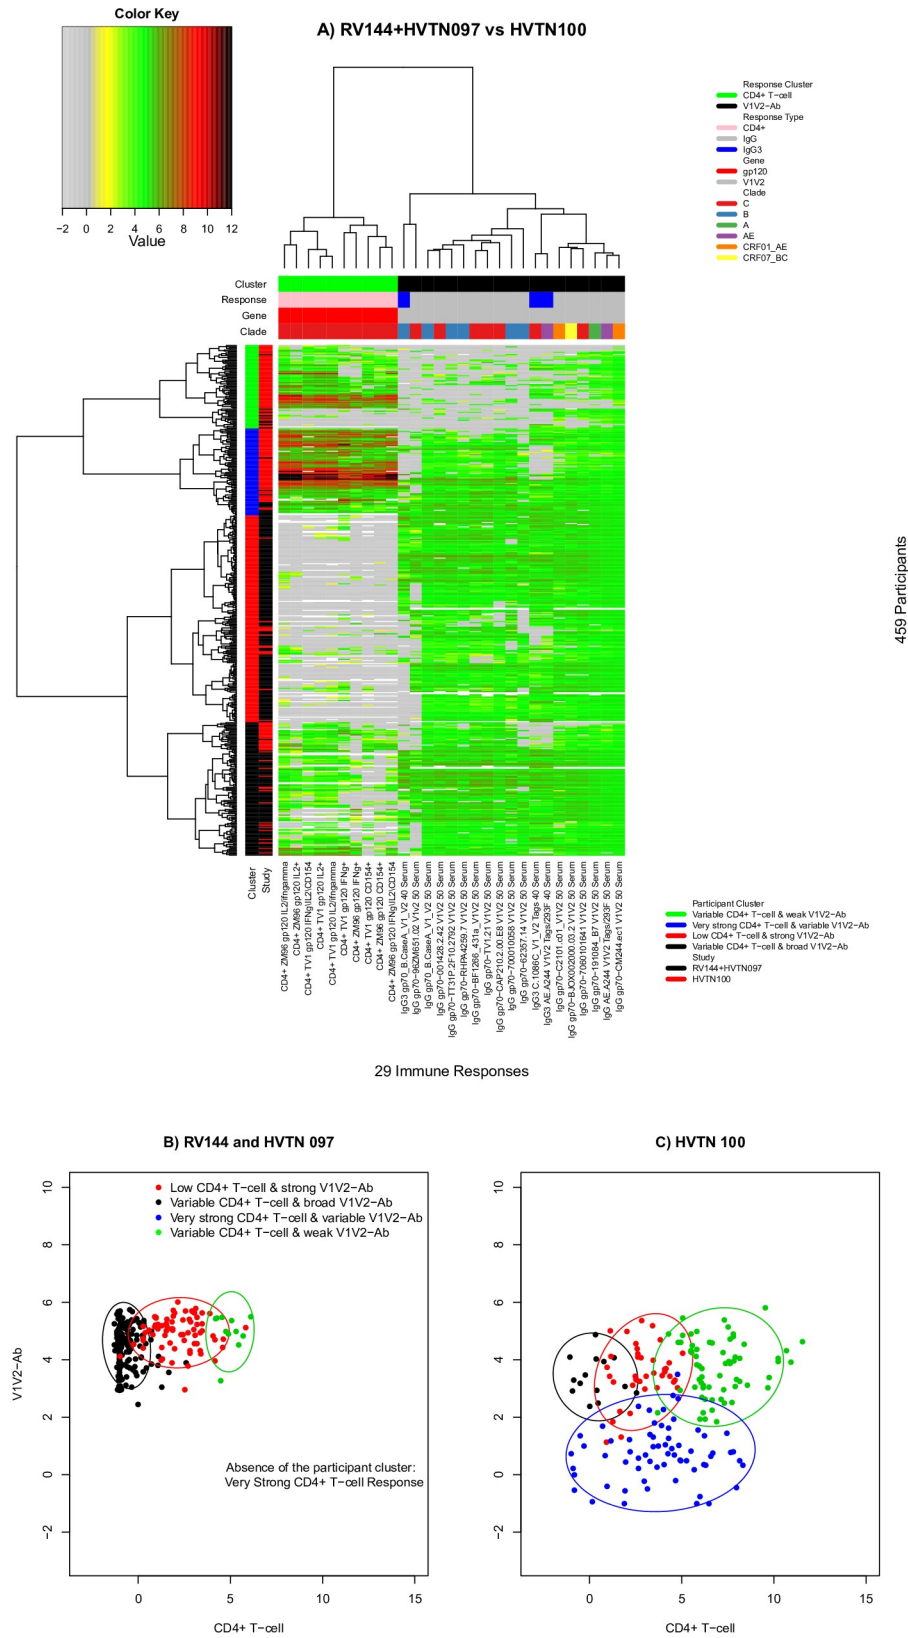 Color Key
−2 0 2 4 6 8 10 12
Value
A) RV144+HVTN097 vs HVTN100
Response Cluster
CD4+ T−cell
V1V2−Ab
Response Type
CD4+
IgG
IgG3
Gene
gp120
V1V2
Clade
C
B
A
AE
CRF01_AE
CRF07_BC
Cluster
Response
Gene
Clade
459 Participants
Cluster
Study
CD4+ ZM96 gp120 IL2/Ifngamma
CD4+ ZM96 gp120 IL2+
CD4+ TV1 gp120 IFNg\IL2\CD154
CD4+ TV1 gp120 IL2+
CD4+ TV1 gp120 IL2/Ifngamma
CD4+ TV1 gp120 IFNg+
CD4+ ZM96 gp120 IFNg+
CD4+ TV1 gp120 CD154+
CD4+ ZM96 gp120 CD154+
CD4+ ZM96 gp120 IFNg\IL2\CD154
IgG3 gp70_B.CaseA_V1_V2 40 Serum
IgG gp70−96ZM651.02 V1v2 50 Serum
IgG gp70_B.CaseA_V1_V2 50 Serum
IgG gp70−001428.2.42 V1V2 50 Serum
IgG gp70−TT31P.2F10.2792 V1V2 50 Serum
IgG gp70−RHPA4259.7 V1V2 50 Serum
IgG gp70−BF1266_431a_V1V2 50 Serum
IgG gp70−TV1.21 V1V2 50 Serum
IgG gp70−CAP210.2.00.E8 V1V2 50 Serum
IgG gp70−700010058 V1V2 50 Serum
IgG gp70−62357.14 V1V2 50 Serum
IgG3 C.1086C_V1_V2 Tags 40 Serum
IgG3 AE.A244 V1V2 Tags/293F 40 Serum
IgG gp70−C2101.c01_V1V2 50 Serum
IgG gp70−BJOX002000.03.2 V1V2 50 Serum
IgG gp70−7060101641 V1V2 50 Serum
IgG gp70−191084_B7 V1V2 50 Serum
IgG AE.A244 V1V2 Tags/293F 50 Serum
IgG gp70−CM244.ec1 V1V2 50 Serum
29 Immune Responses
Participant Cluster
Variable CD4+ T−cell & weak V1V2−Ab
Very strong CD4+ T−cell & variable V1V2−Ab
Low CD4+ T−cell & strong V1V2−Ab
Variable CD4+ T−cell & broad V1V2−Ab
Study
RV144+HVTN097
HVTN100
B) RV144 and HVTN 097
Low CD4+ T−cell & strong V1V2−Ab
Variable CD4+ T−cell & broad V1V2−Ab
Very strong CD4+ T−cell & variable V1V2−Ab
Variable CD4+ T−cell & weak V1V2−Ab
Absence of the participant cluster:
Very Strong CD4+ T−cell Response
V1V2−Ab
10
8
6
4
2
0
−2
0 5 10 15
CD4+ T−cell
C) HVTN 100
10
8
6
4
2
0
−2
0 5 10 15
CD4+ T−cell